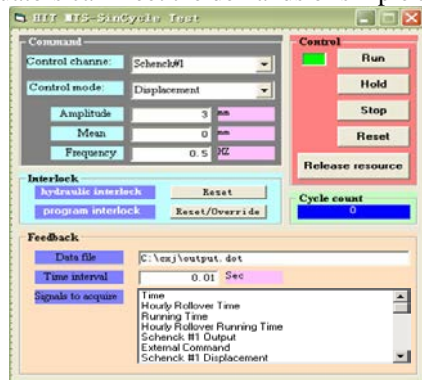 HIT MTS-SinCycle Test
Command
Control channe:
Schenck#1
Control mode:
Displacement
Amplitude
3
mm
Mean
0
mm
Frequency
0.5
HZ
Control
Run
Hold
Stop
Reset
Release resource
Interlock
hydraulic interlock
Reset
program interlock
Reset/Override
Cycle count
0
Feedback
Data file
C:\cxj\output.dot
Time interval
0.01
Sec
Signals to acquire
Time
Hourly Rollover Time
Running Time
Hourly Rollover Running Time
Schenck #1 Output
External Command
Schenck #1 Displacement